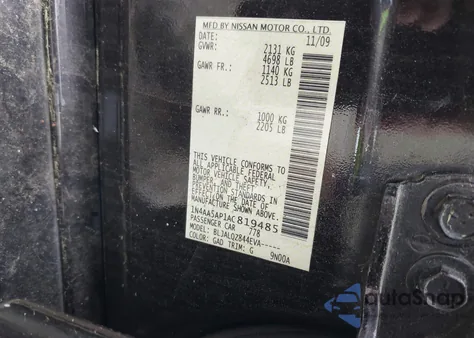 MFD BY NISSAN MOTOR CO., LTD.
DATE: 11/09
GVWR: 2131 KG
4698 LB
GAWR FR.: 1140 KG
2513 LB
GAWR RR.: 1000 KG
2205 LB
THIS VEHICLE CONFORMS TO
ALL APPLICABLE FEDERAL
MOTOR VEHICLE SAFETY,
BUMPER, AND THEFT
PREVENTION STANDARDS IN
EFFECT ON THE DATE OF
MANUFACTURE SHOWN
ABOVE.
1N4AA5AP1AC819485
PASSENGER CAR 778
MODEL: BLJALQ2844EVA-----
COLOR: GAD TRIM: G 9N00A
autoSnap